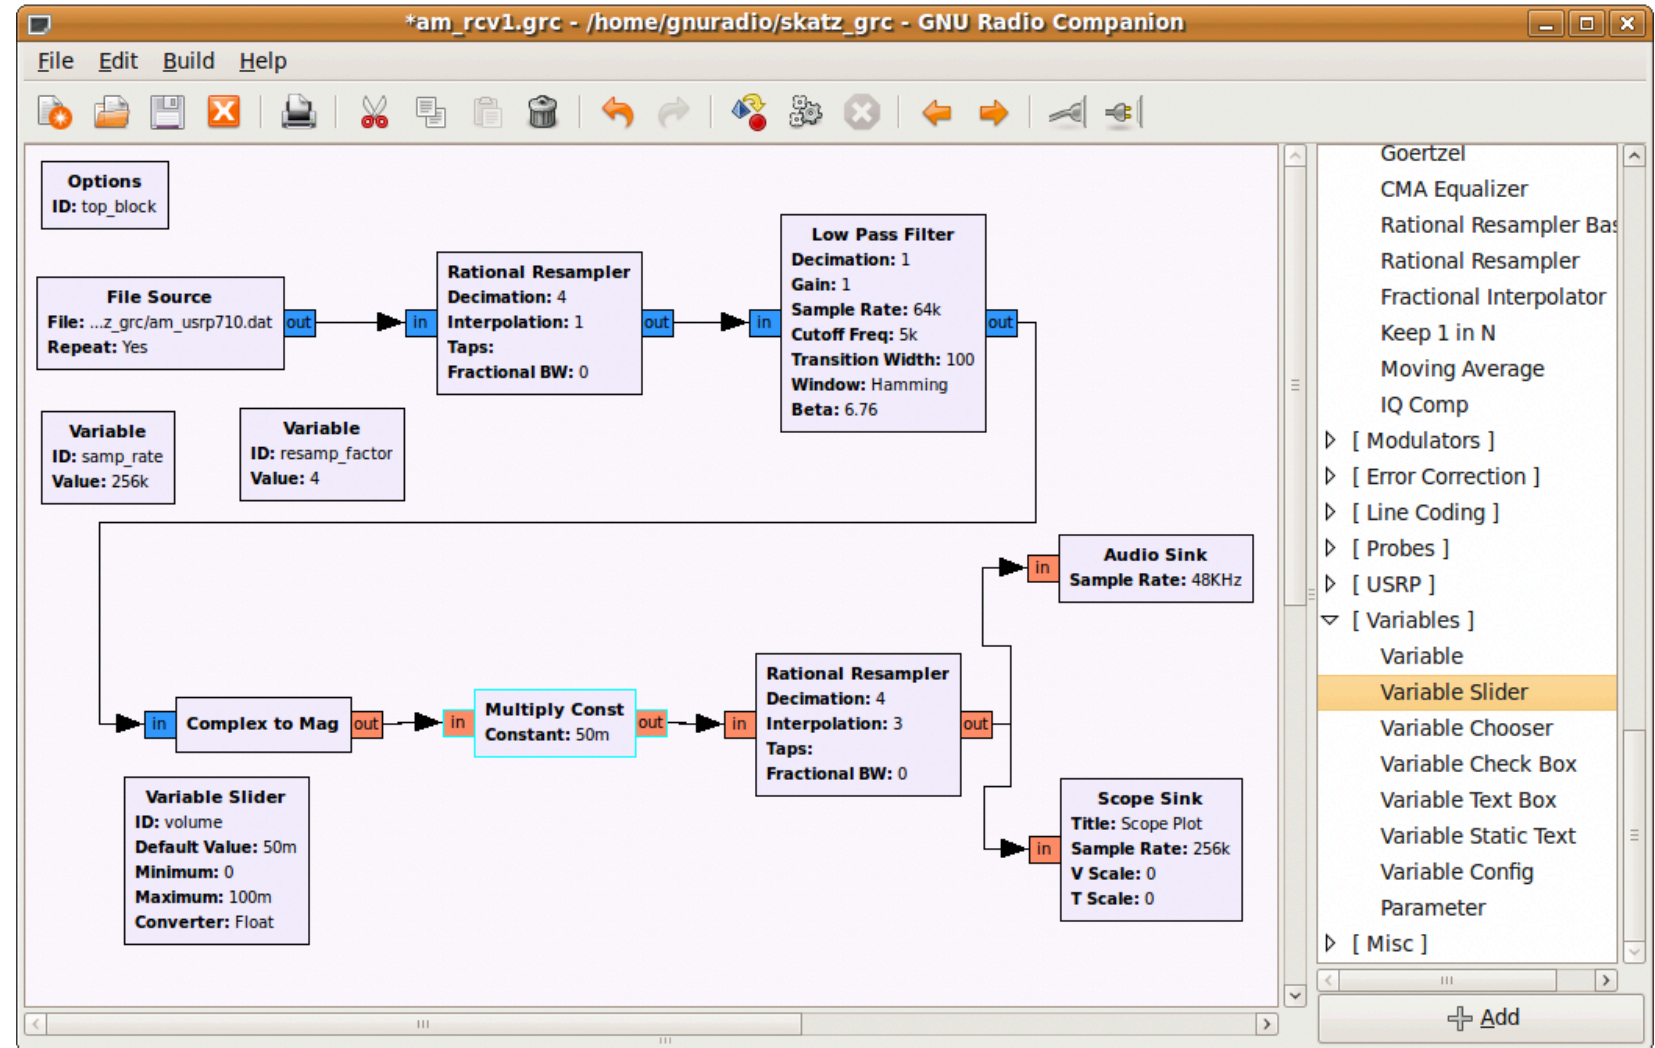 *am_rcv1.grc - /home/gnuradio/skatz_grc - GNU Radio Companion
File Edit Build Help
Options
ID: top_block
File Source
File: ...z_grc/am_usrp710.dat
Repeat: Yes
out
in
Rational Resampler
Decimation: 4
Interpolation: 1
Taps:
Fractional BW: 0
out
in
Low Pass Filter
Decimation: 1
Gain: 1
Sample Rate: 64k
Cutoff Freq: 5k
Transition Width: 100
Window: Hamming
Beta: 6.76
out
Variable
ID: samp_rate
Value: 256k
Variable
ID: resamp_factor
Value: 4
in
Audio Sink
Sample Rate: 48KHz
in
Complex to Mag
out
in
Multiply Const
Constant: 50m
out
in
Rational Resampler
Decimation: 4
Interpolation: 3
Taps:
Fractional BW: 0
out
Variable Slider
ID: volume
Default Value: 50m
Minimum: 0
Maximum: 100m
Converter: Float
in
Scope Sink
Title: Scope Plot
Sample Rate: 256k
V Scale: 0
T Scale: 0
Goertzel
CMA Equalizer
Rational Resampler Bas
Rational Resampler
Fractional Interpolator
Keep 1 in N
Moving Average
IQ Comp
[ Modulators ]
[ Error Correction ]
[ Line Coding ]
[ Probes ]
[ USRP ]
[ Variables ]
Variable
Variable Slider
Variable Chooser
Variable Check Box
Variable Text Box
Variable Static Text
Variable Config
Parameter
[ Misc ]
Add